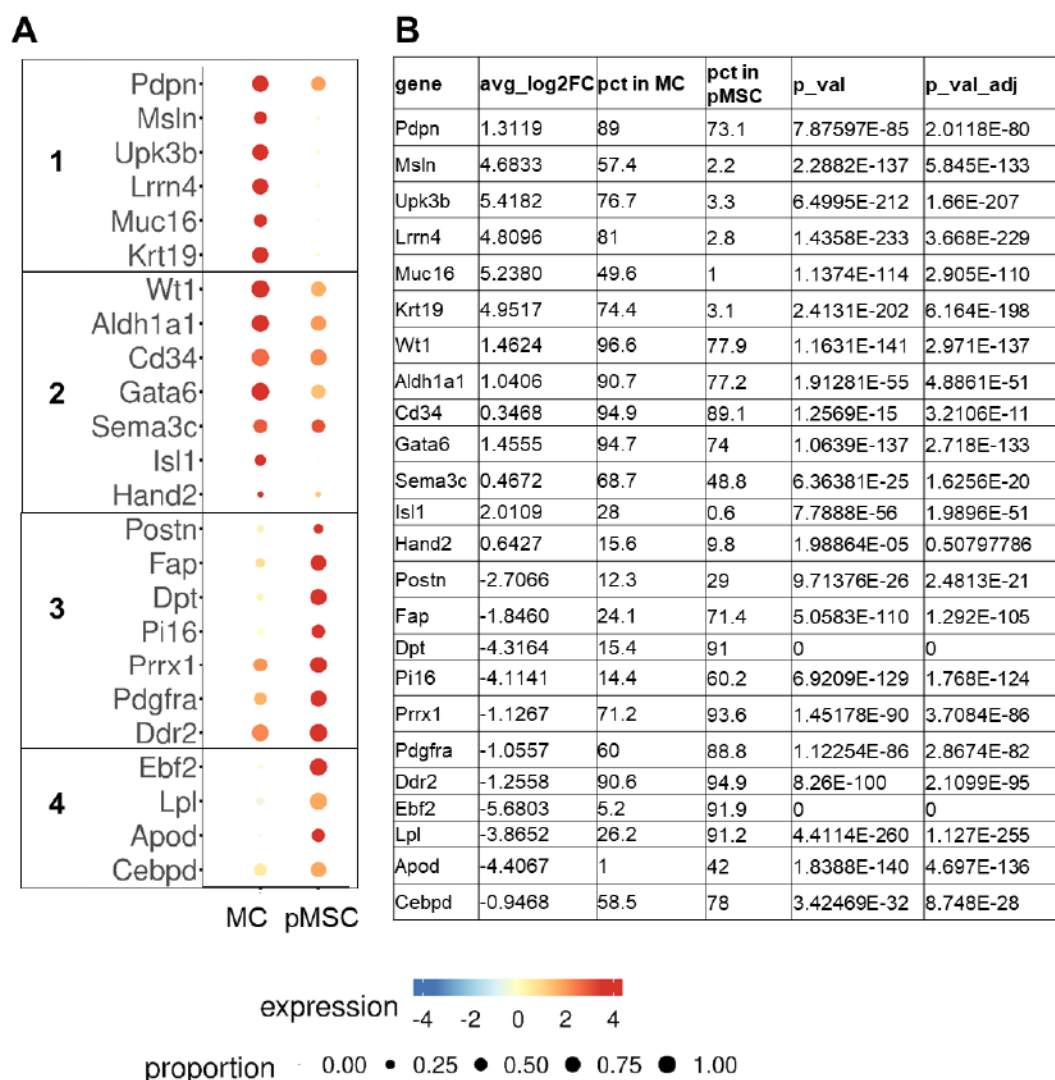 A
1
Pdpn
Msln
Upk3b
Lrrn4
Muc16
Krt19
2
Wt1
Aldh1a1
Cd34
Gata6
Sema3c
Isl1
Hand2
3
Postn
Fap
Dpt
Pi16
Prrx1
Pdgfra
Ddr2
4
Ebf2
Lpl
Apod
Cebpd
MC pMSC
B
gene avg_log2FC pct in MC pct in pMSC p_val p_val_adj
Pdpn 1.3119 89 73.1 7.87597E-85 2.0118E-80
Msln 4.6833 57.4 2.2 2.2882E-137 5.845E-133
Upk3b 5.4182 76.7 3.3 6.4995E-212 1.66E-207
Lrrn4 4.8096 81 2.8 1.4358E-233 3.668E-229
Muc16 5.2380 49.6 1 1.1374E-114 2.905E-110
Krt19 4.9517 74.4 3.1 2.4131E-202 6.164E-198
Wt1 1.4624 96.6 77.9 1.1631E-141 2.971E-137
Aldh1a1 1.0406 90.7 77.2 1.91281E-55 4.8861E-51
Cd34 0.3468 94.9 89.1 1.2569E-15 3.2106E-11
Gata6 1.4555 94.7 74 1.0639E-137 2.718E-133
Sema3c 0.4672 68.7 48.8 6.36381E-25 1.6256E-20
Isl1 2.0109 28 0.6 7.7888E-56 1.9896E-51
Hand2 0.6427 15.6 9.8 1.98864E-05 0.50797786
Postn -2.7066 12.3 29 9.71376E-26 2.4813E-21
Fap -1.8460 24.1 71.4 5.0583E-110 1.292E-105
Dpt -4.3164 15.4 91 0 0
Pi16 -4.1141 14.4 60.2 6.9209E-129 1.768E-124
Prrx1 -1.1267 71.2 93.6 1.45178E-90 3.7084E-86
Pdgfra -1.0557 60 88.8 1.12254E-86 2.8674E-82
Ddr2 -1.2558 90.6 94.9 8.26E-100 2.1099E-95
Ebf2 -5.6803 5.2 91.9 0 0
Lpl -3.8652 26.2 91.2 4.4114E-260 1.127E-255
Apod -4.4067 1 42 1.8388E-140 4.697E-136
Cebpd -0.9468 58.5 78 3.42469E-32 8.748E-28
expression -4 -2 0 2 4
proportion 0.00 0.25 0.50 0.75 1.00